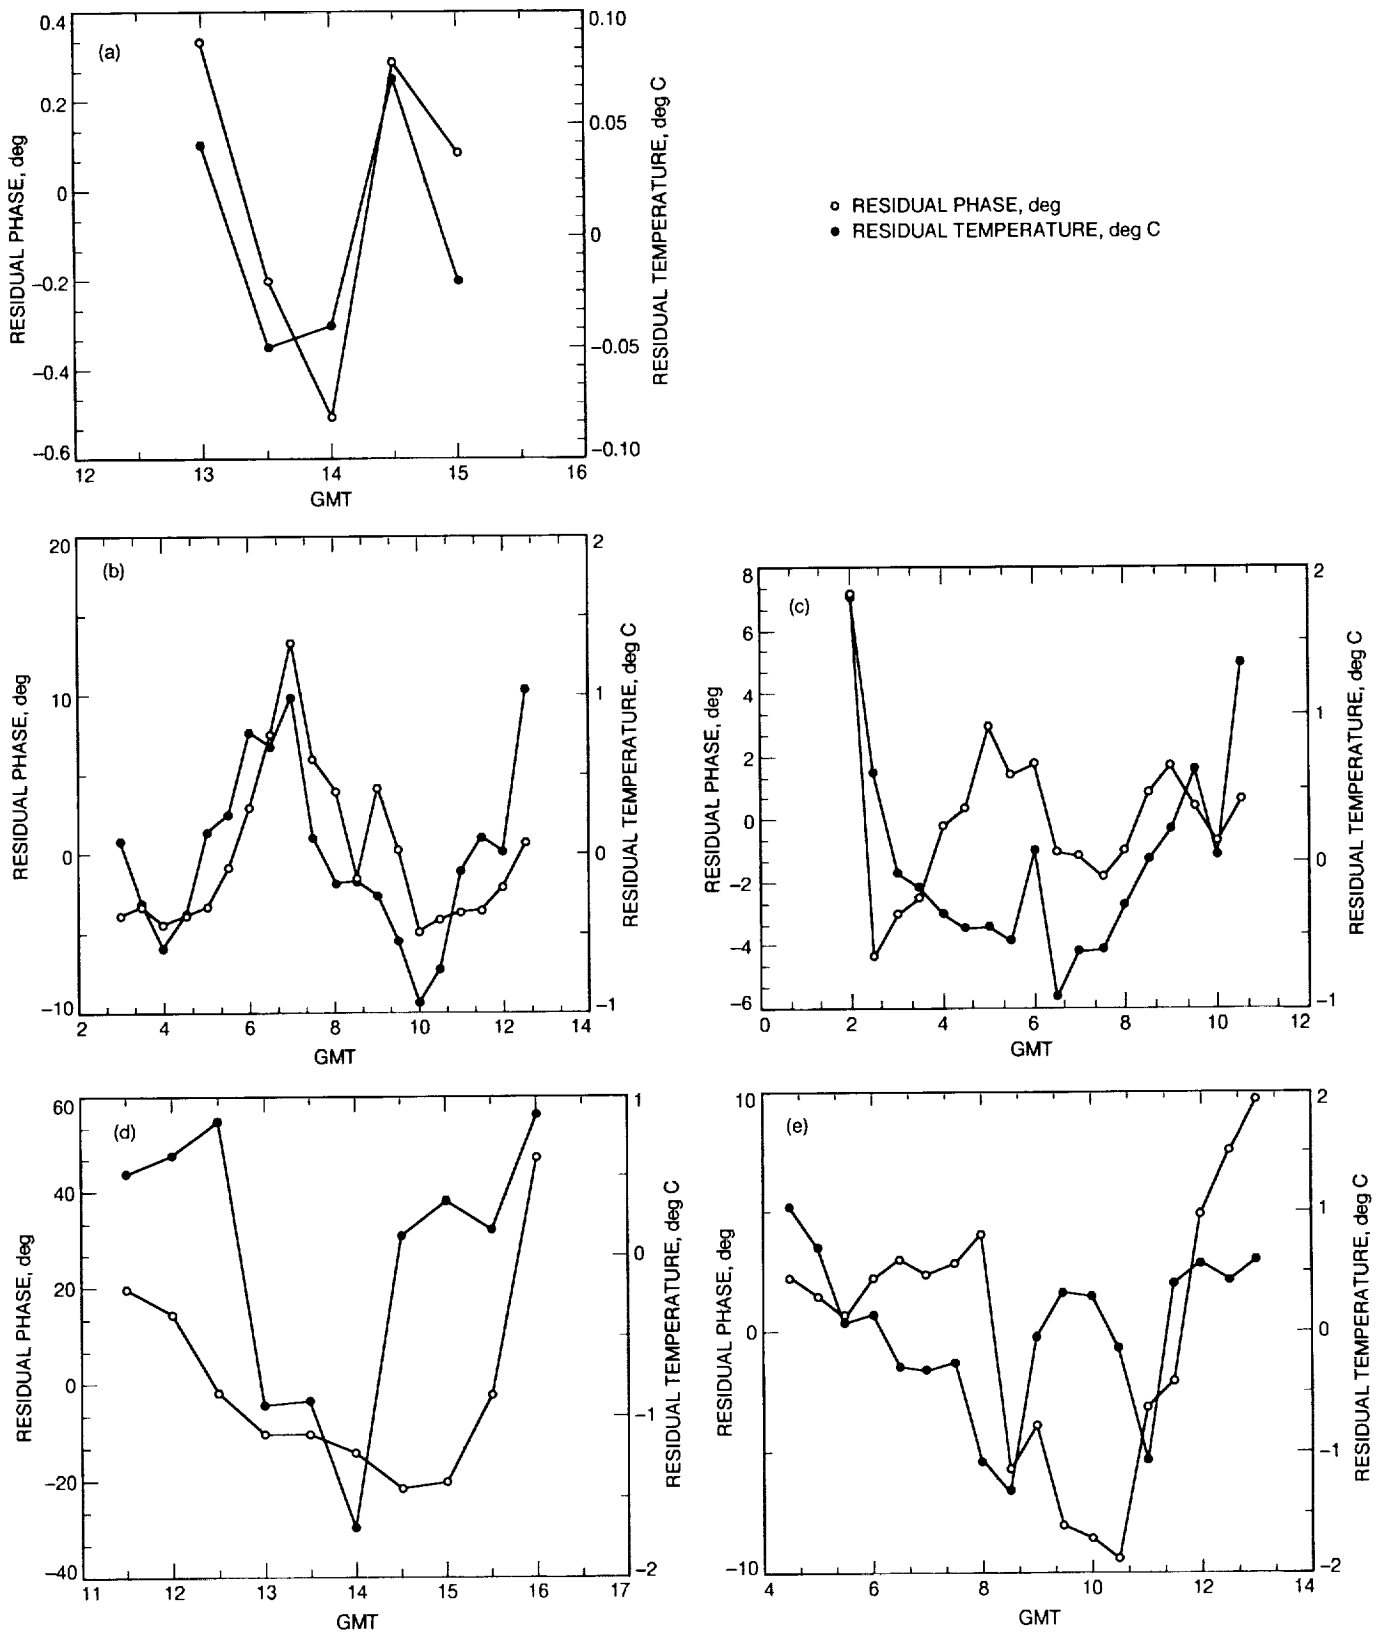 (a)
0.4
0.2
0
−0.2
−0.4
−0.6
0.10
0.05
0
−0.05
−0.10
12 13 14 15 16
GMT
RESIDUAL PHASE, deg
RESIDUAL TEMPERATURE, deg C
RESIDUAL PHASE, deg
RESIDUAL TEMPERATURE, deg C
(b)
20
10
0
−10
2
1
0
−1
2 4 6 8 10 12 14
GMT
RESIDUAL PHASE, deg
RESIDUAL TEMPERATURE, deg C
(c)
8
6
4
2
0
−2
−4
−6
2
1
0
−1
0 2 4 6 8 10 12
GMT
RESIDUAL PHASE, deg
RESIDUAL TEMPERATURE, deg C
(d)
60
40
20
0
−20
−40
1
0
−1
−2
11 12 13 14 15 16 17
GMT
RESIDUAL PHASE, deg
RESIDUAL TEMPERATURE, deg C
(e)
10
0
−10
2
1
0
−1
−2
4 6 8 10 12 14
GMT
RESIDUAL PHASE, deg
RESIDUAL TEMPERATURE, deg C